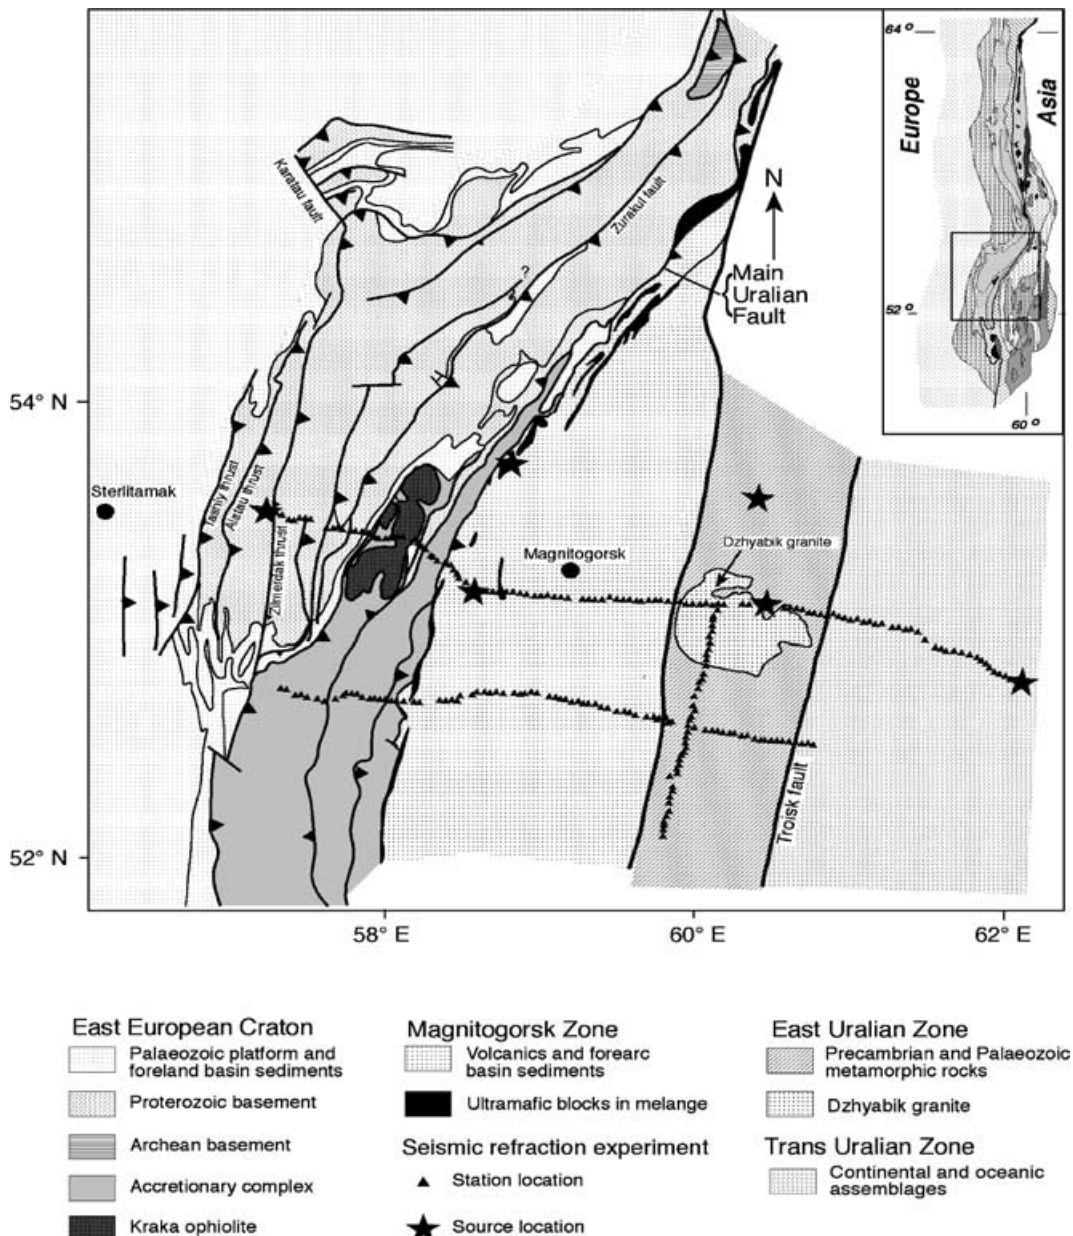 64°
Europe
Asia
52°
60°
Karatau fault
Zurakul fault
N
?
Main
Uralian
Fault
54° N
Sterlitamak
Tashiy thrust
Alatau thrust
Zilmerdak thrust
Magnitogorsk
Dzhyabik granite
Troisk fault
52° N
58° E
60° E
62° E
East European Craton
Palaeozoic platform and
foreland basin sediments
Proterozoic basement
Archean basement
Accretionary complex
Kraka ophiolite
Magnitogorsk Zone
Volcanics and forearc
basin sediments
Ultramafic blocks in melange
Seismic refraction experiment
Station location
Source location
East Uralian Zone
Precambrian and Palaeozoic
metamorphic rocks
Dzhyabik granite
Trans Uralian Zone
Continental and oceanic
assemblages